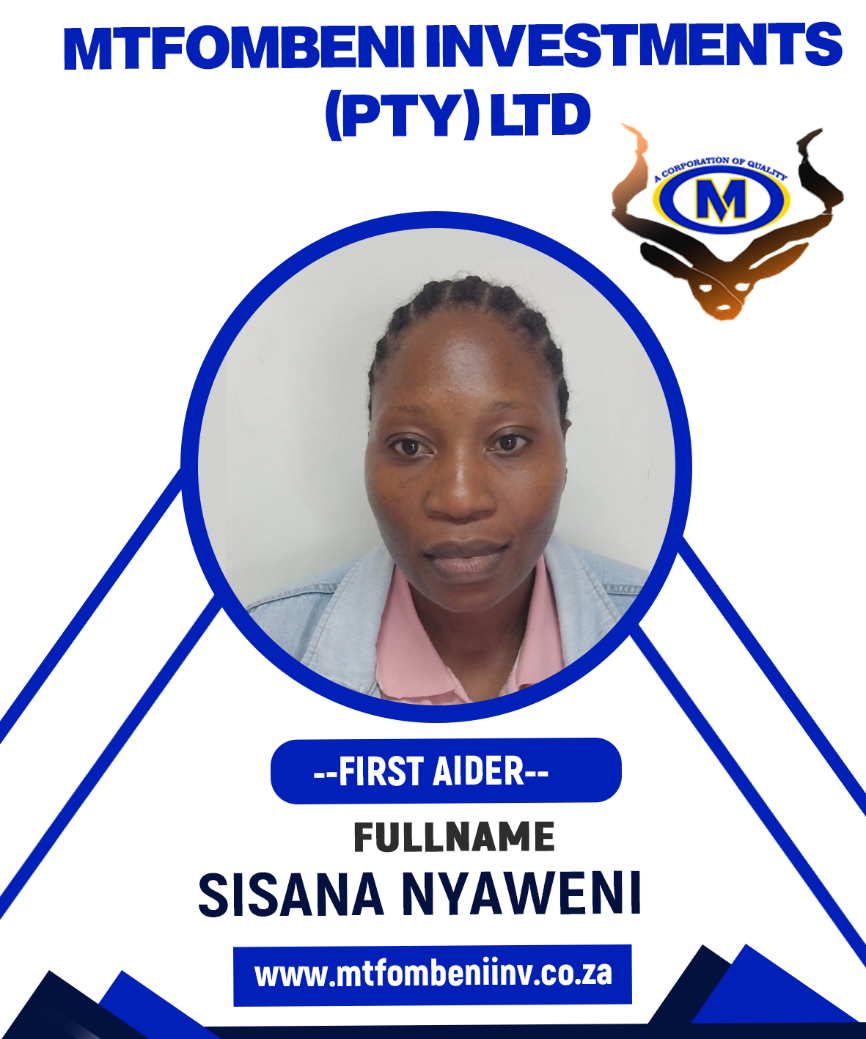 MTFOMBENI INVESTMENTS
(PTY) LTD
A CORPORATION OF QUALITY
M
--FIRST AIDER--
FULLNAME
SISANA NYAWENI
www.mtfombeniinv.co.za